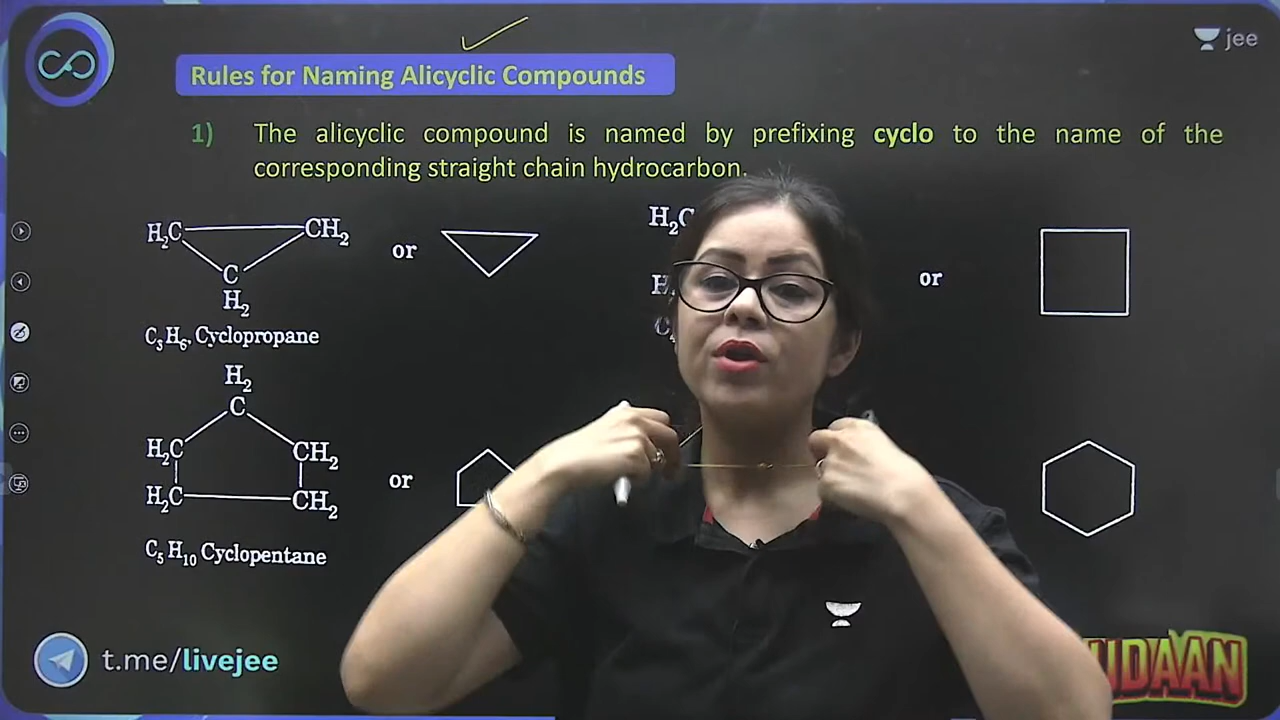 jee
Rules for Naming Alicyclic Compounds
1) The alicyclic compound is named by prefixing cyclo to the name of the
corresponding straight chain hydrocarbon.
H₂C CH₂
C
H₂
or
C₃H₆, Cyclopropane
H₂C
or
H₂
C
H₂C CH₂
H₂C CH₂
or
C₅H₁₀ Cyclopentane
t.me/livejee